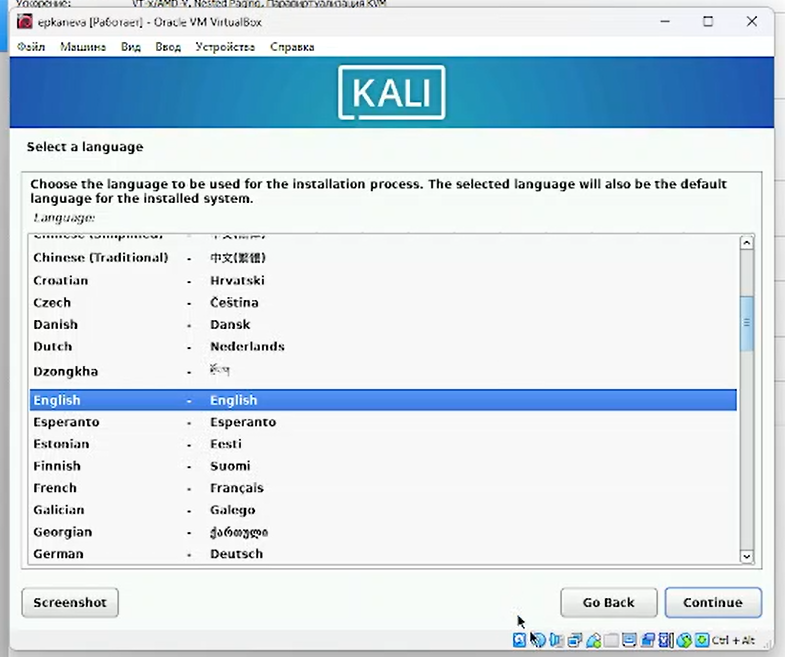 Ускорение: VT-x/AMD-V, Nested Paging, Паравиртуализация KVM
epkaneva [Работает] - Oracle VM VirtualBox
Файл Машина Вид Ввод Устройства Справка
KALI
Select a language
Choose the language to be used for the installation process. The selected language will also be the default
language for the installed system.
Language:
Chinese (Simplified) - 中文(简体)
Chinese (Traditional) - 中文(繁體)
Croatian - Hrvatski
Czech - Čeština
Danish - Dansk
Dutch - Nederlands
Dzongkha -
English - English
Esperanto - Esperanto
Estonian - Eesti
Finnish - Suomi
French - Français
Galician - Galego
Georgian - ქართული
German - Deutsch
Screenshot Go Back Continue
Ctrl + Alt